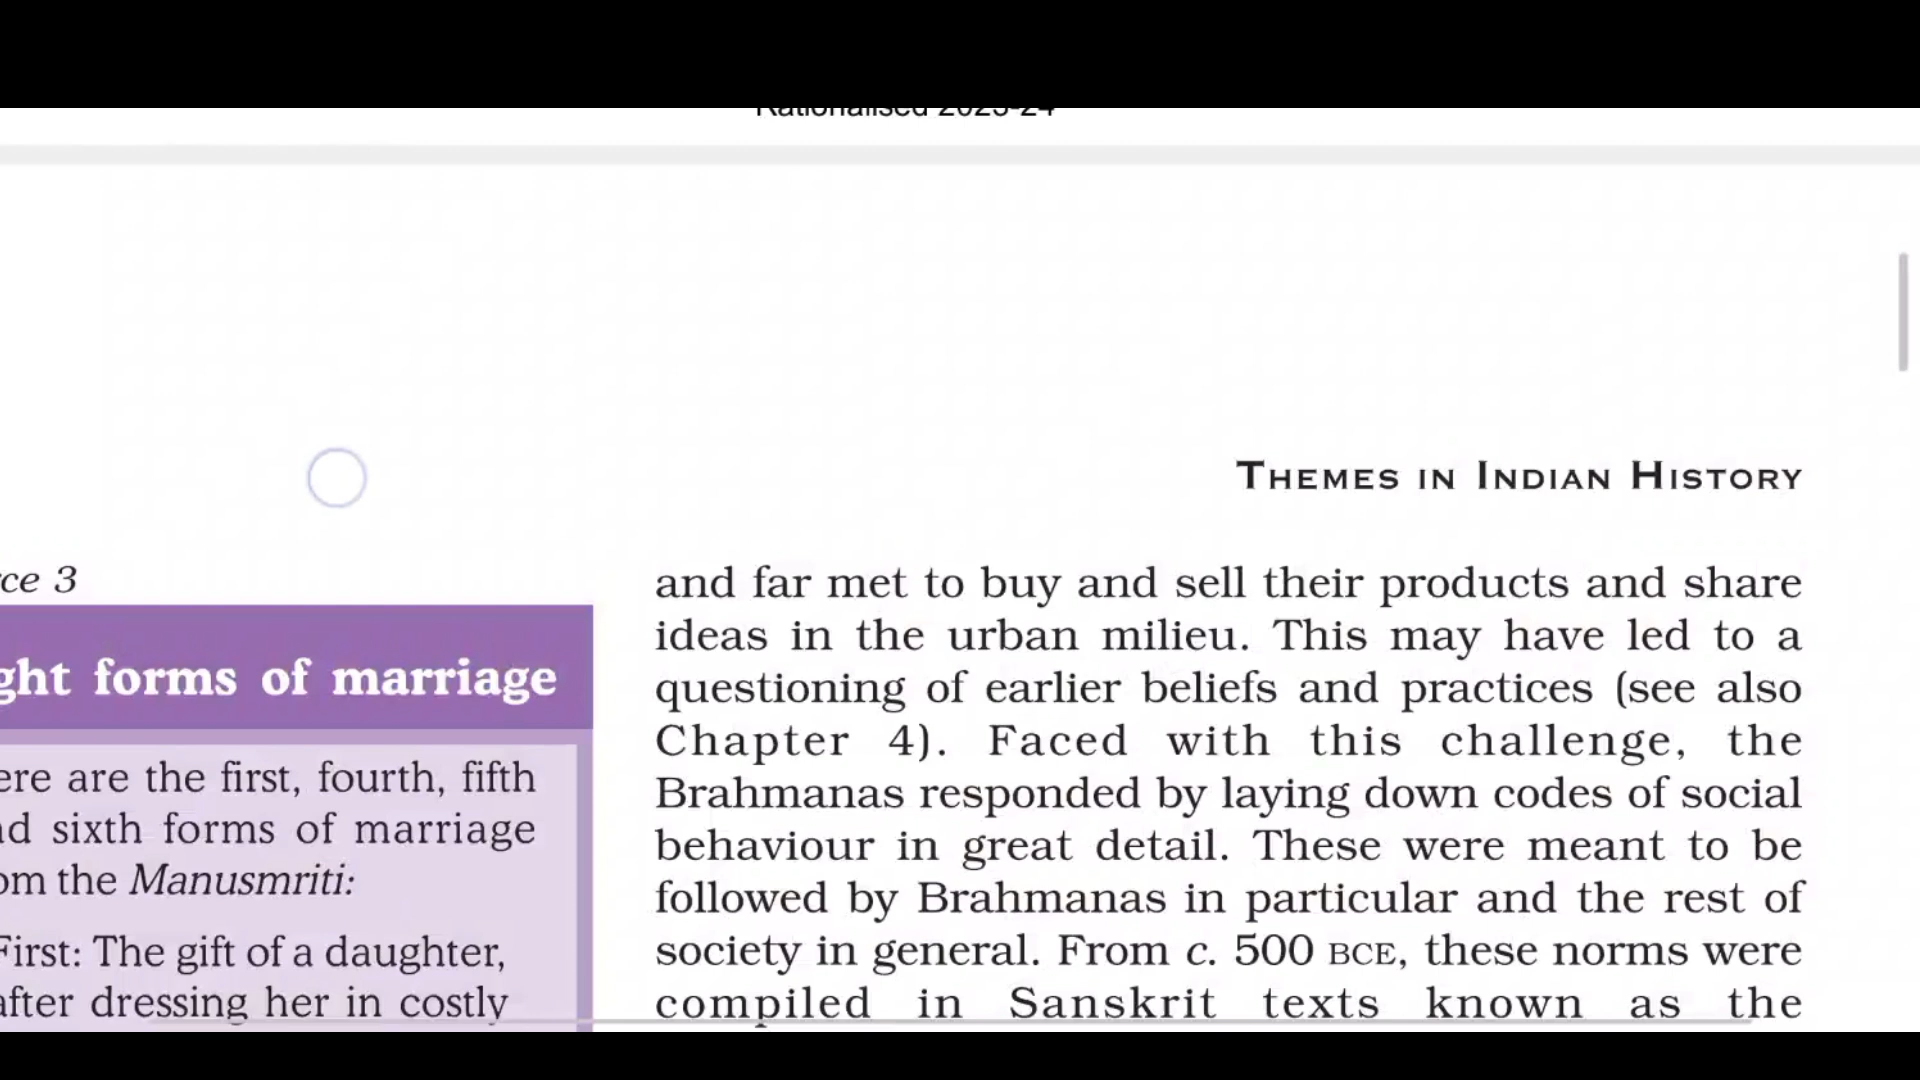 Rationalised 2023-24
THEMES IN INDIAN HISTORY
rce 3
ght forms of marriage
ere are the first, fourth, fifth
nd sixth forms of marriage
om the Manusmriti:
First: The gift of a daughter,
after dressing her in costly
and far met to buy and sell their products and share
ideas in the urban milieu. This may have led to a
questioning of earlier beliefs and practices (see also
Chapter 4). Faced with this challenge, the
Brahmanas responded by laying down codes of social
behaviour in great detail. These were meant to be
followed by Brahmanas in particular and the rest of
society in general. From c. 500 BCE, these norms were
compiled in Sanskrit texts known as the